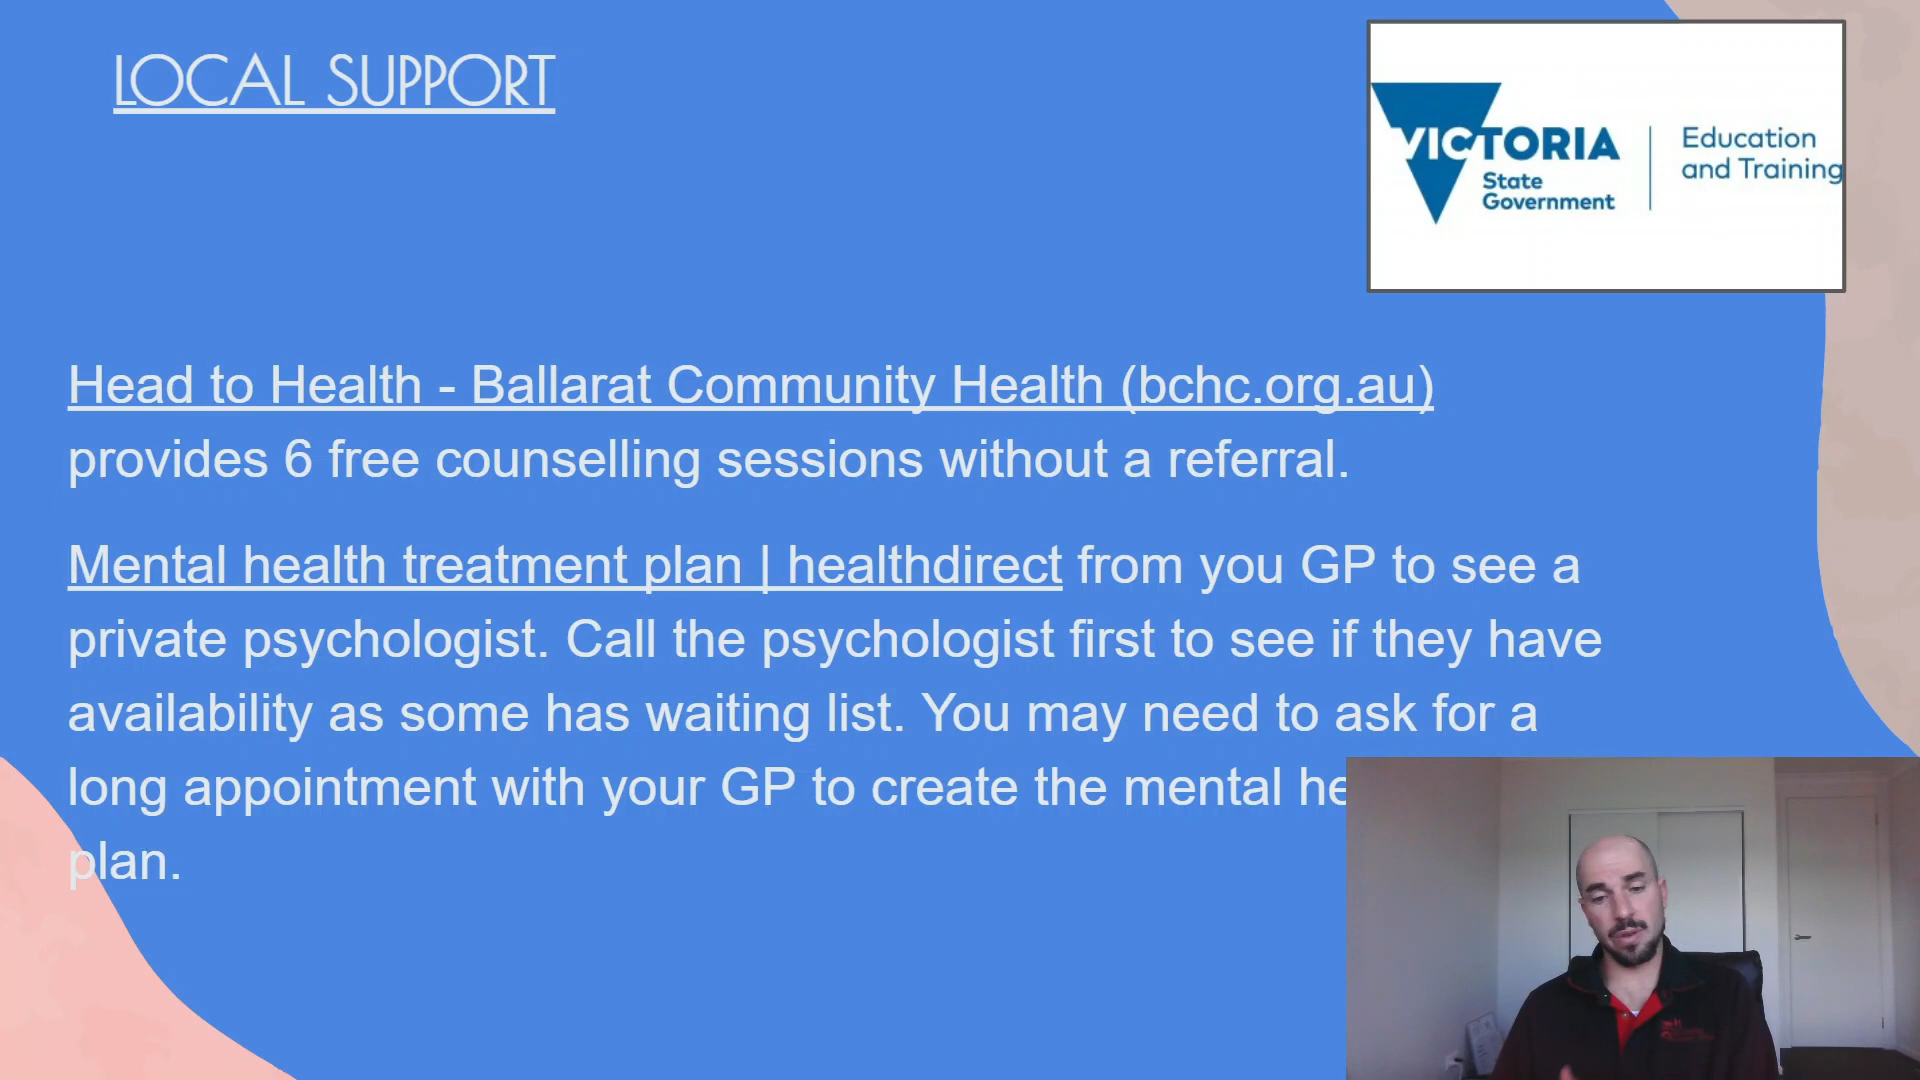 LOCAL SUPPORT
VICTORIA
State
Government
Education
and Training
Head to Health - Ballarat Community Health (bchc.org.au)
provides 6 free counselling sessions without a referral.
Mental health treatment plan | healthdirect from you GP to see a
private psychologist. Call the psychologist first to see if they have
availability as some has waiting list. You may need to ask for a
long appointment with your GP to create the mental he
plan.